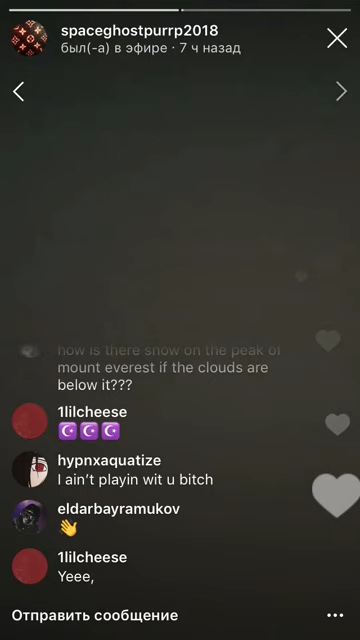 spaceghostpurrp2018
был(-а) в эфире · 7 ч назад
how is there snow on the peak of
mount everest if the clouds are
below it???
1lilcheese
☪️☪️☪️
hypnxaquatize
I ain't playin wit u bitch
eldarbayramukov
👋
1lilcheese
Yeee,
Отправить сообщение